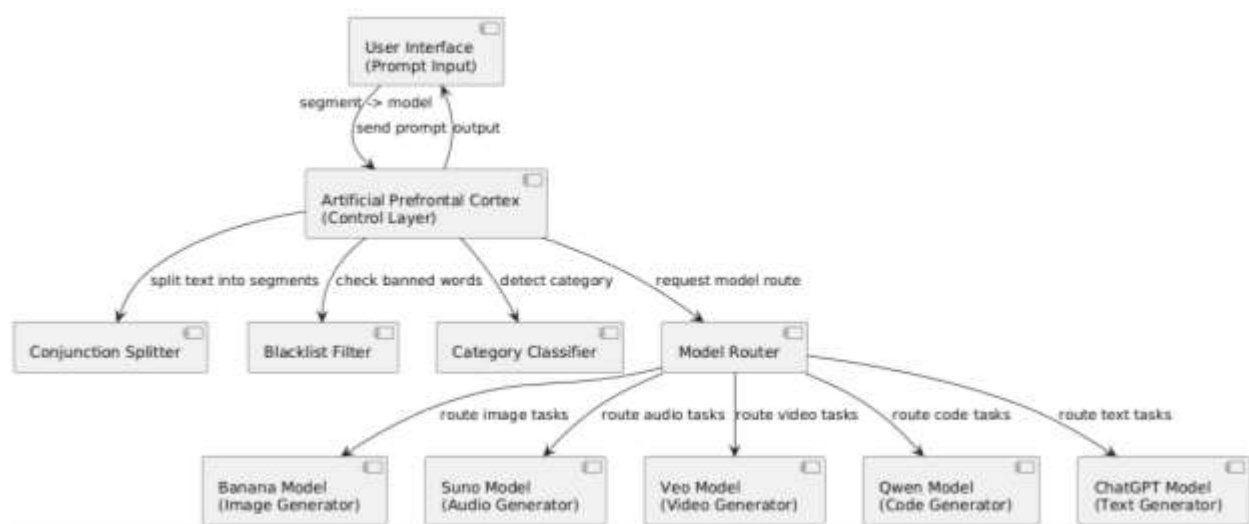 User Interface
(Prompt Input)
segment -> model
send prompt
output
Artificial Prefrontal Cortex
(Control Layer)
split text into segments
check banned words
detect category
request model route
Conjunction Splitter
Blacklist Filter
Category Classifier
Model Router
route image tasks
route audio tasks
route video tasks
route code tasks
route text tasks
Banana Model
(Image Generator)
Suno Model
(Audio Generator)
Veo Model
(Video Generator)
Qwen Model
(Code Generator)
ChatGPT Model
(Text Generator)